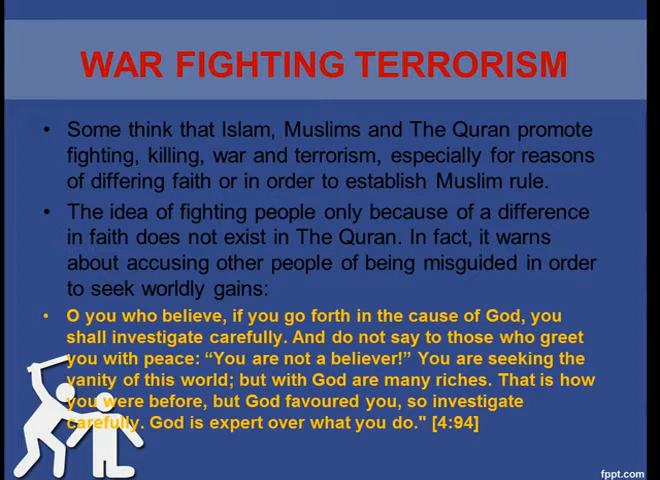 WAR FIGHTING TERRORISM
• Some think that Islam, Muslims and The Quran promote
fighting, killing, war and terrorism, especially for reasons
of differing faith or in order to establish Muslim rule.
• The idea of fighting people only because of a difference
in faith does not exist in The Quran. In fact, it warns
about accusing other people of being misguided in order
to seek worldly gains:
• O you who believe, if you go forth in the cause of God, you
shall investigate carefully. And do not say to those who greet
you with peace: “You are not a believer!” You are seeking the
vanity of this world; but with God are many riches. That is how
you were before, but God favoured you, so investigate
carefully. God is expert over what you do." [4:94]
fppt.com